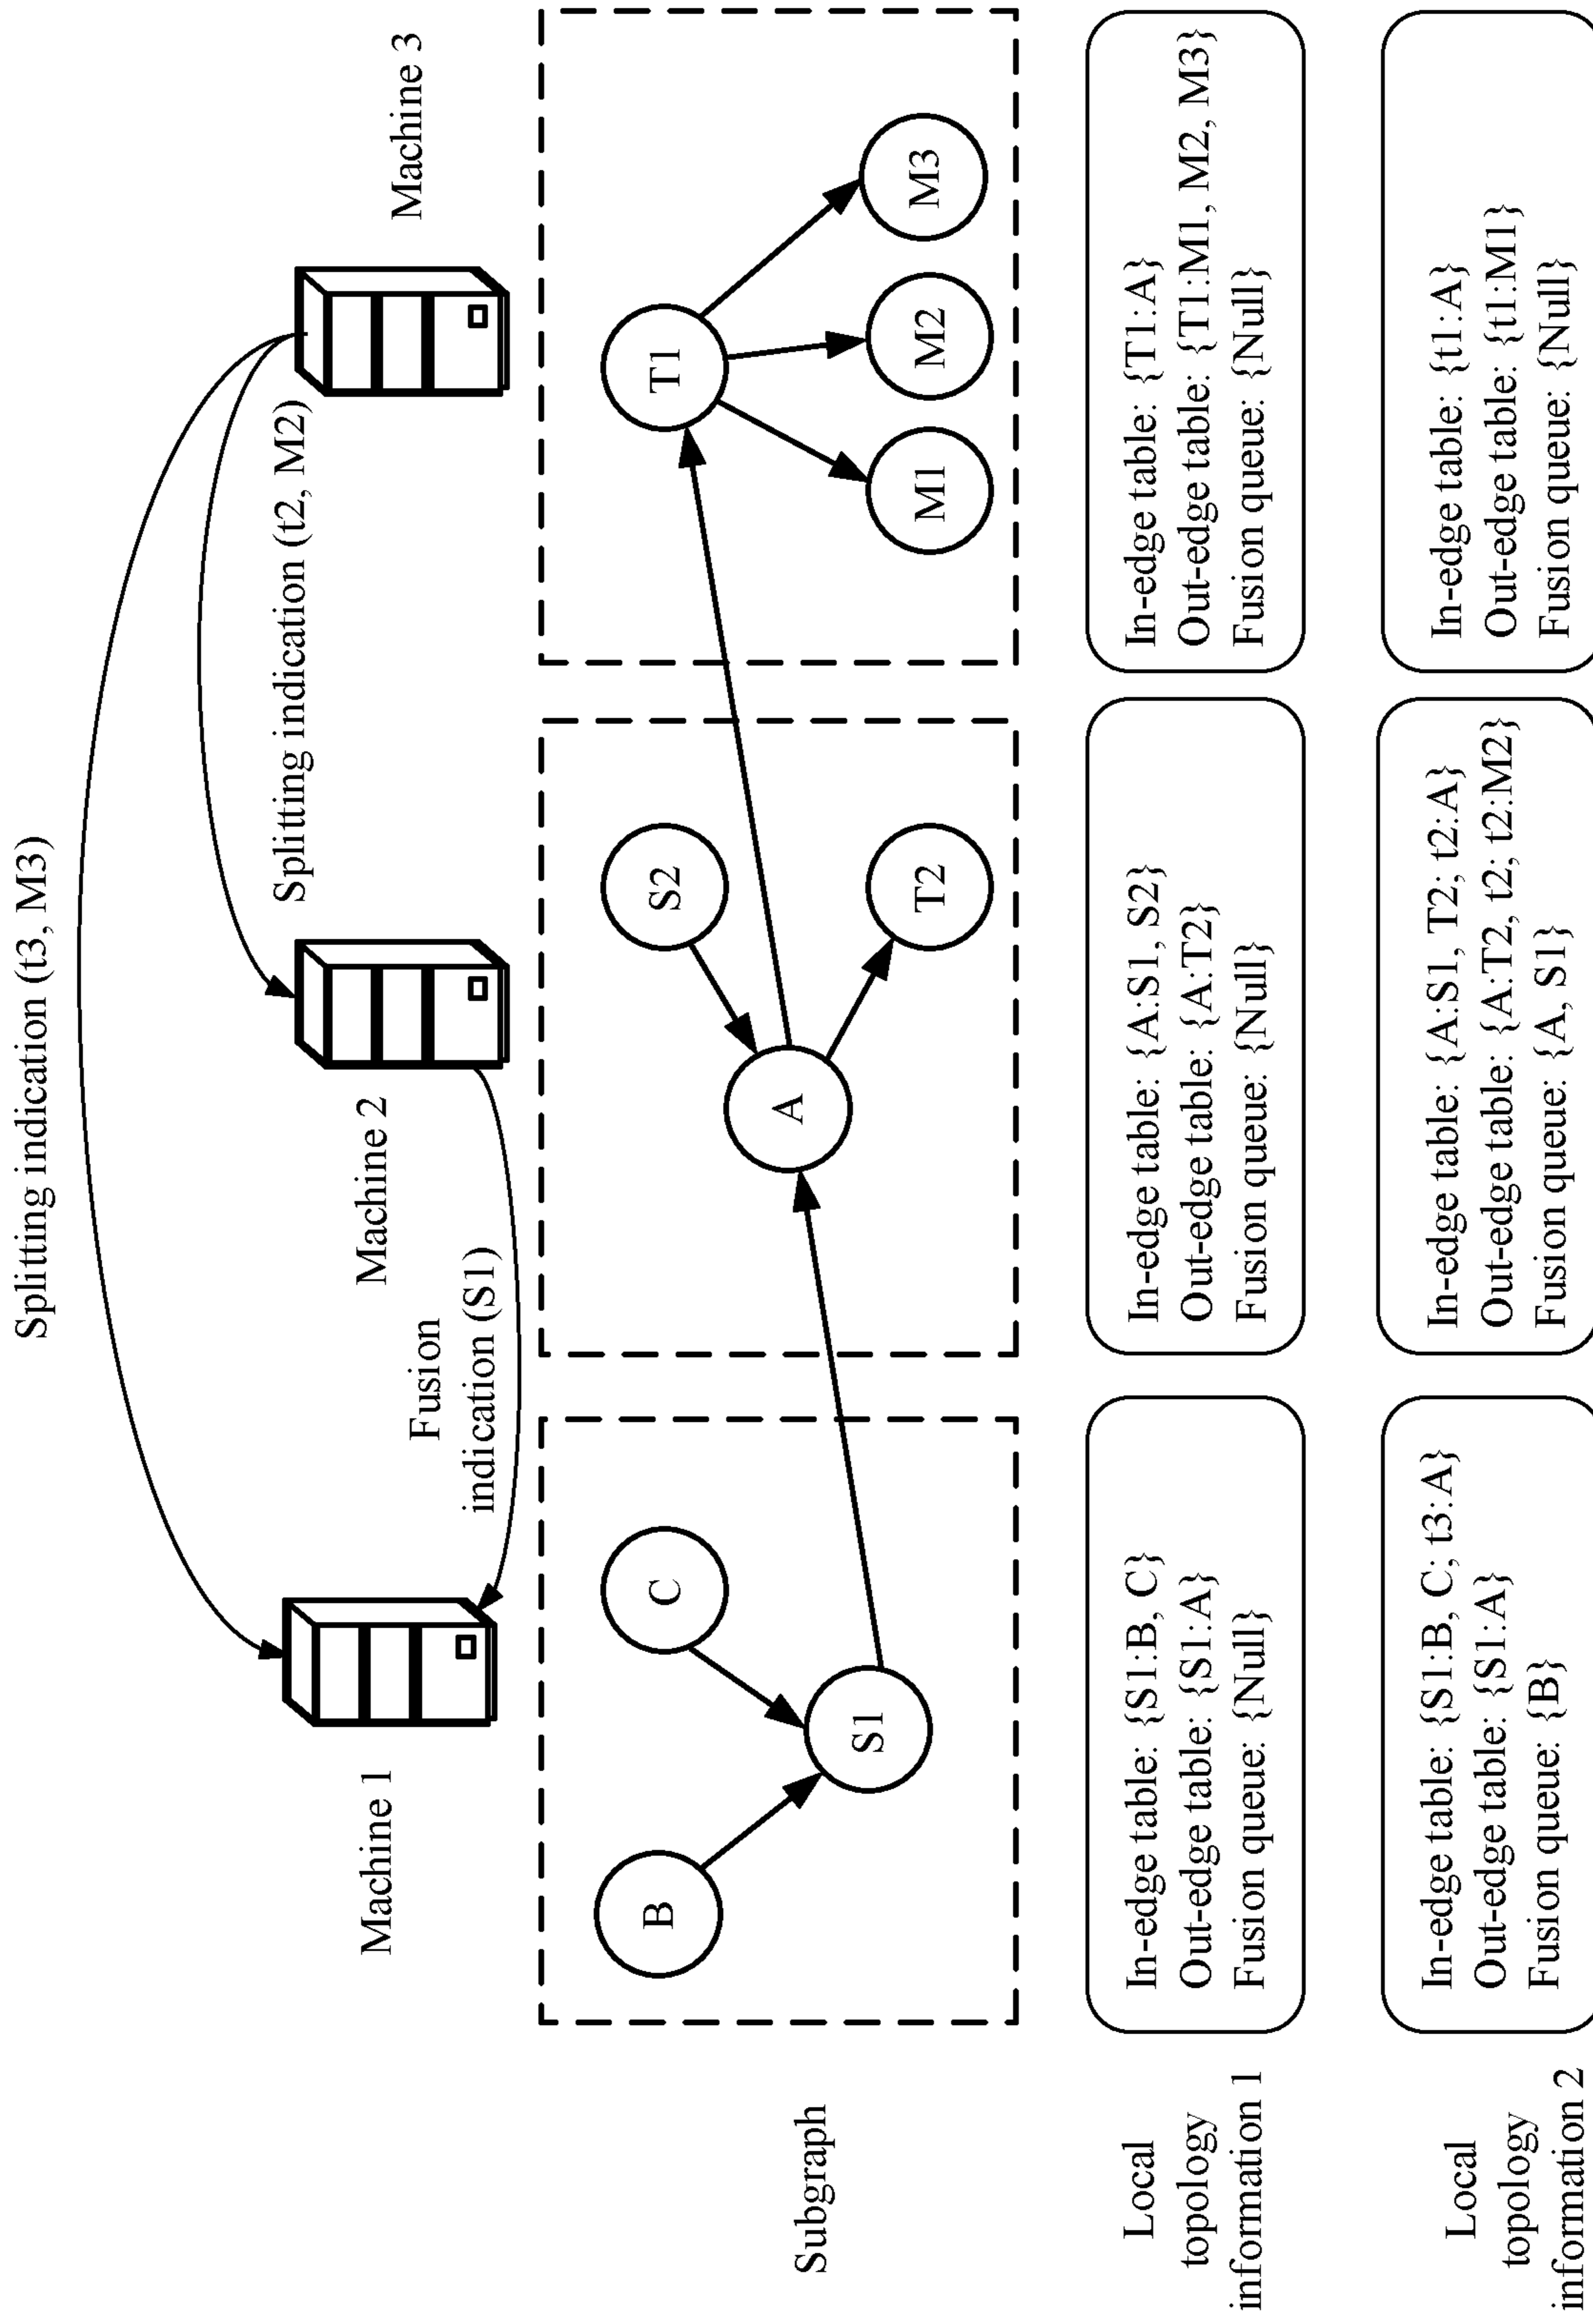 Splitting indication (t3, M3)
Splitting indication (t2, M2)
Machine 1
Fusion
indication (S1)
Machine 2
Machine 3
Subgraph
B
C
S1
A
S2
T2
T1
M1
M2
M3
Local
topology
information 1
In-edge table: {S1:B, C}
Out-edge table: {S1:A}
Fusion queue: {Null}
In-edge table: {A:S1, S2}
Out-edge table: {A:T2}
Fusion queue: {Null}
In-edge table: {T1:A}
Out-edge table: {T1:M1, M2, M3}
Fusion queue: {Null}
Local
topology
information 2
In-edge table: {S1:B, C; t3:A}
Out-edge table: {S1:A}
Fusion queue: {B}
In-edge table: {A:S1, T2; t2:A}
Out-edge table: {A:T2, t2; t2:M2}
Fusion queue: {A, S1}
In-edge table: {t1:A}
Out-edge table: {t1:M1}
Fusion queue: {Null}